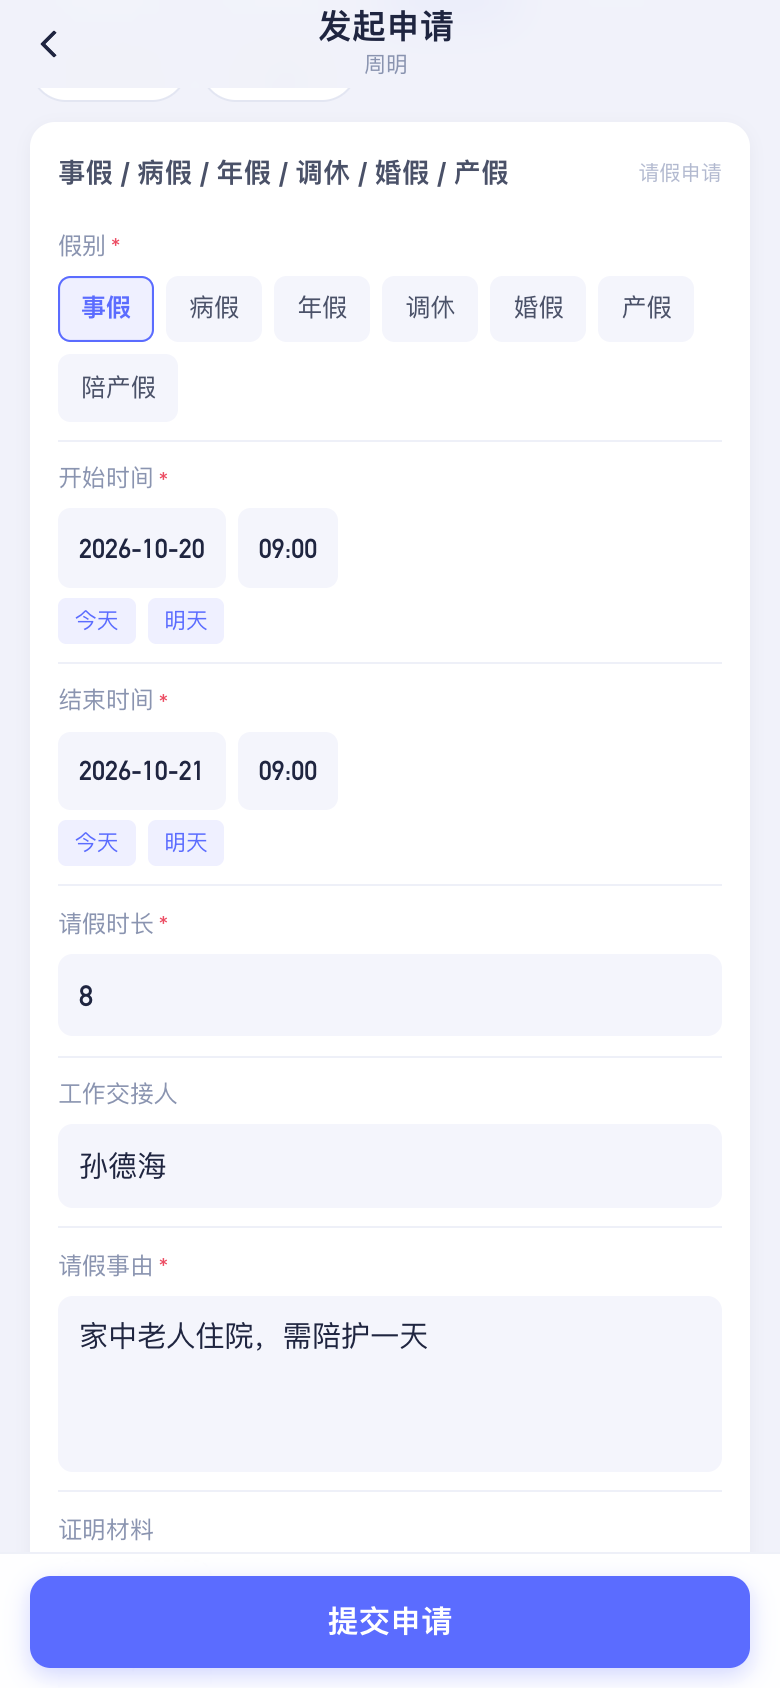 发起申请
周明
事假 / 病假 / 年假 / 调休 / 婚假 / 产假
请假申请
假别 *
事假 病假 年假 调休 婚假 产假
陪产假
开始时间 *
2026-10-20 09:00
今天 明天
结束时间 *
2026-10-21 09:00
今天 明天
请假时长 *
8
工作交接人
孙德海
请假事由 *
家中老人住院，需陪护一天
证明材料
提交申请